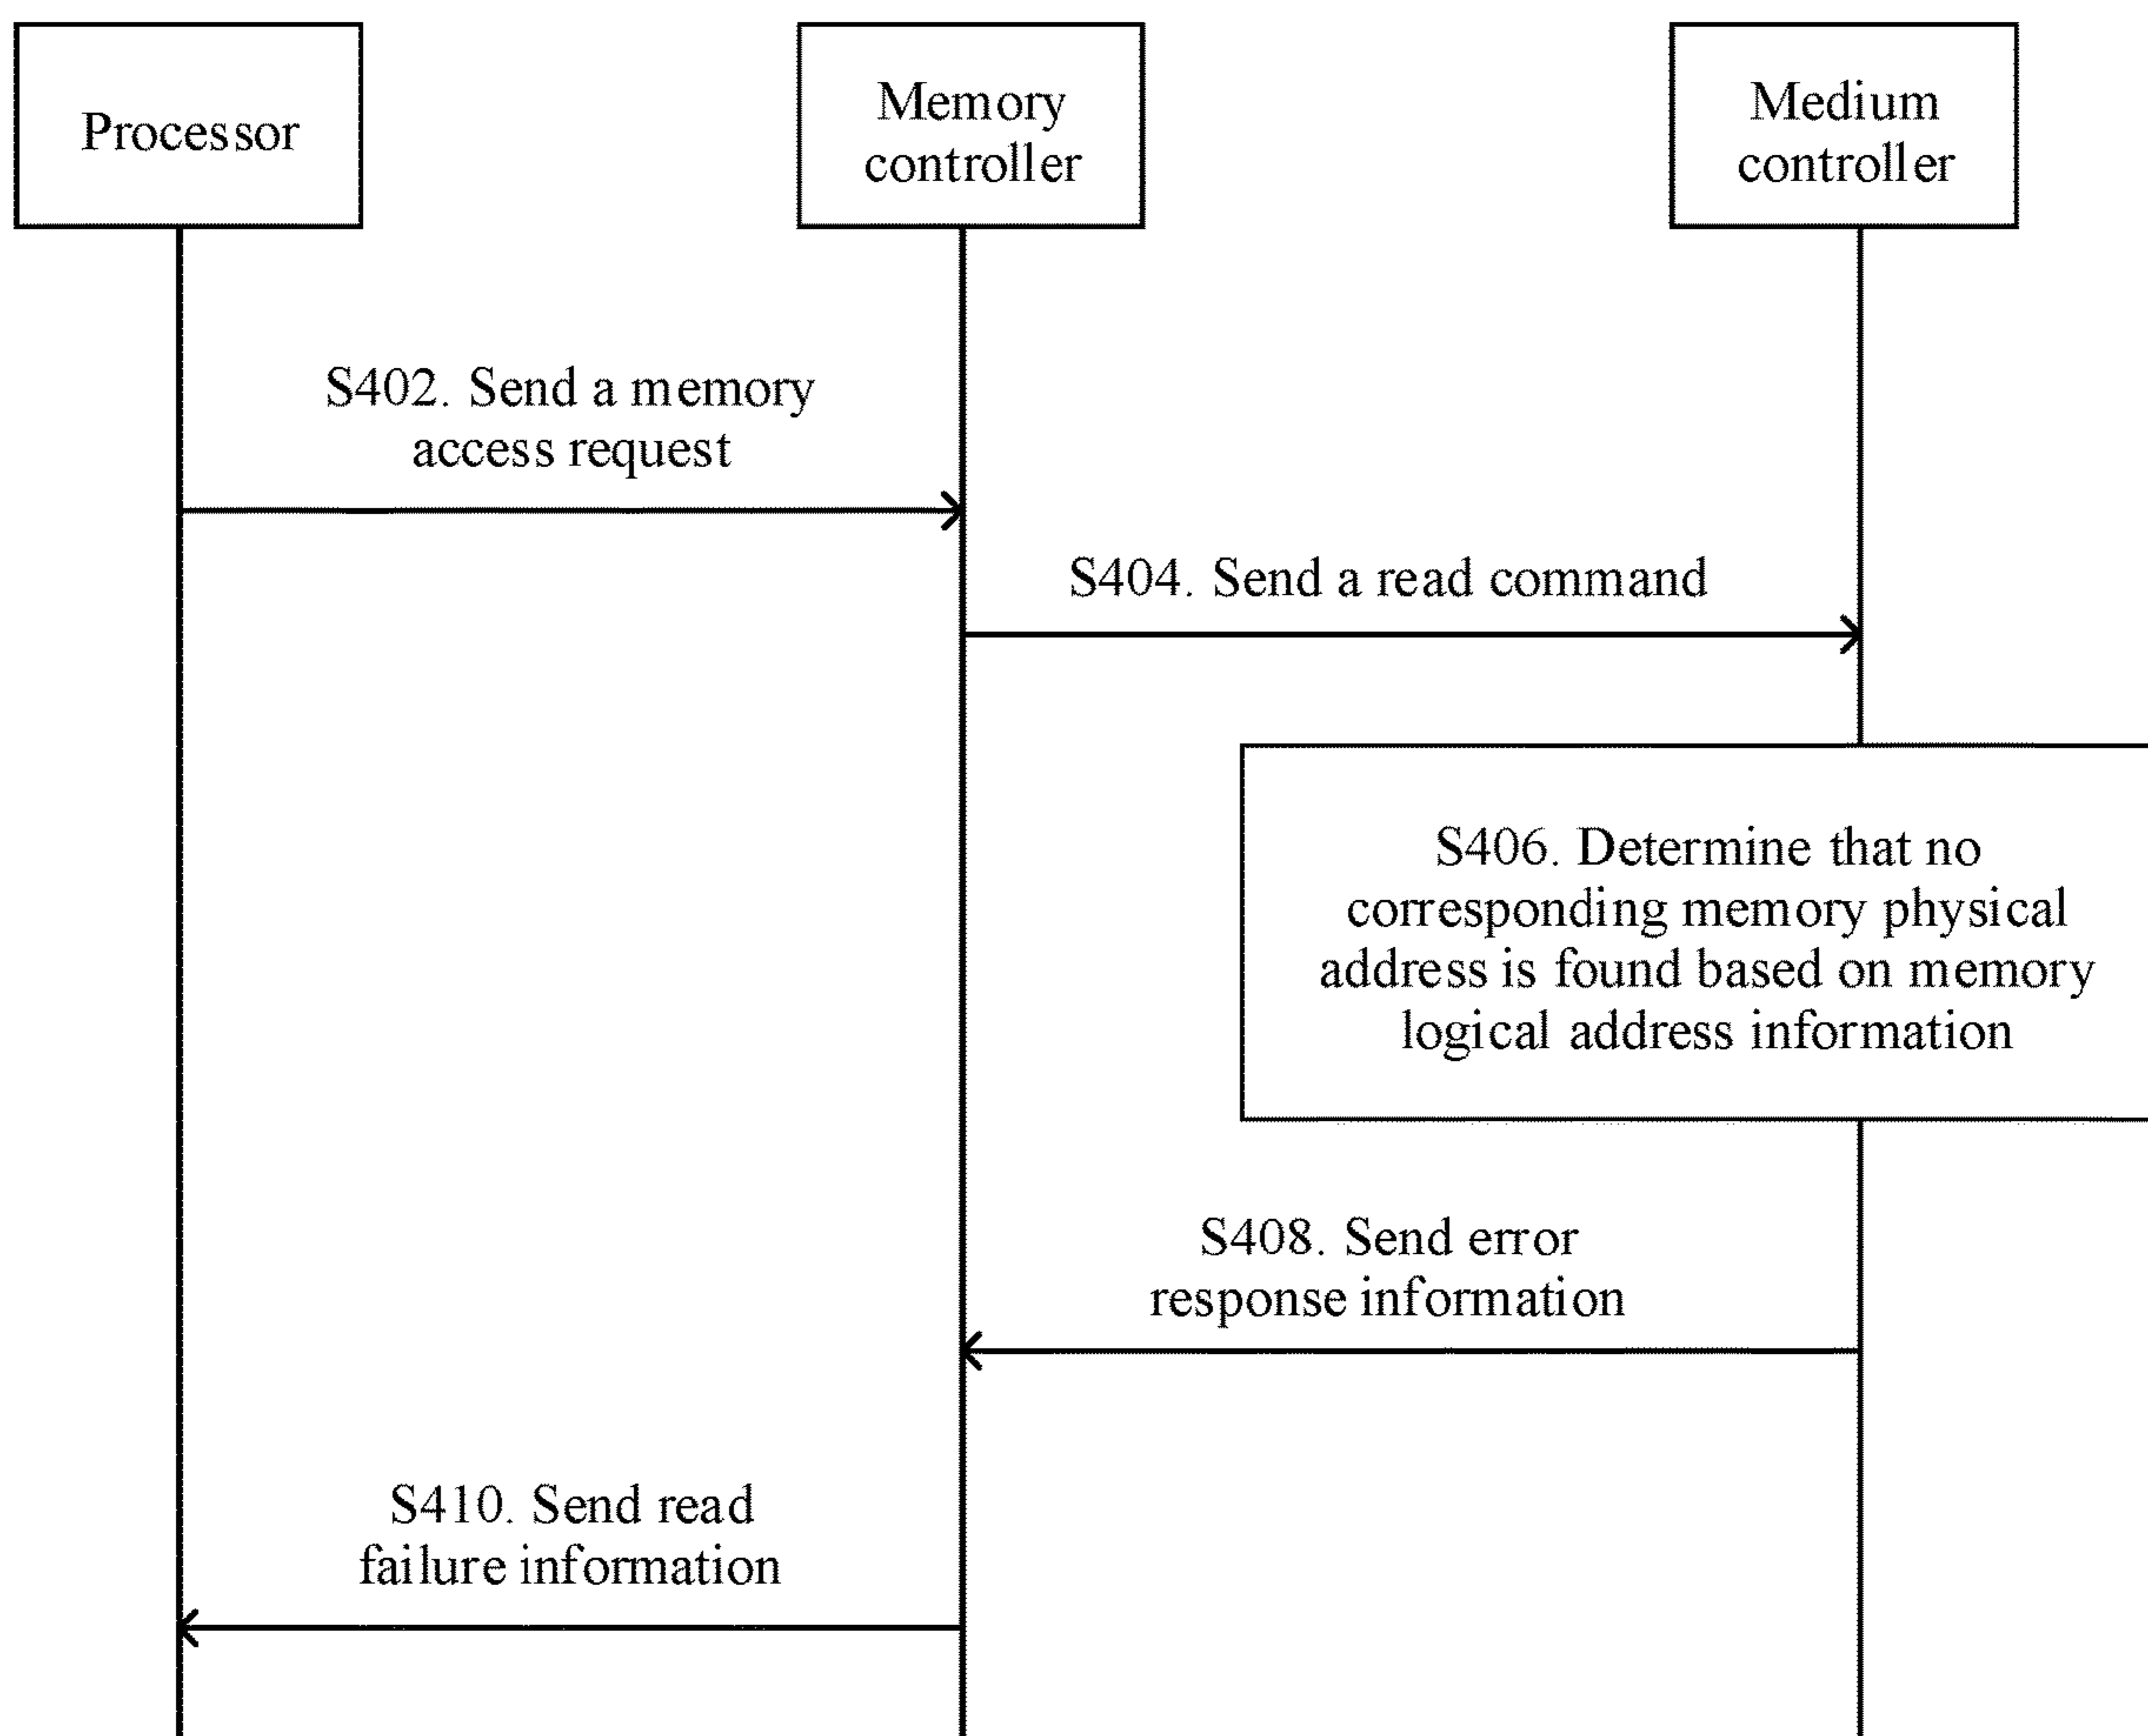 Processor
Memory
controller
Medium
controller
S402. Send a memory
access request
S404. Send a read command
S406. Determine that no
corresponding memory physical
address is found based on memory
logical address information
S408. Send error
response information
S410. Send read
failure information